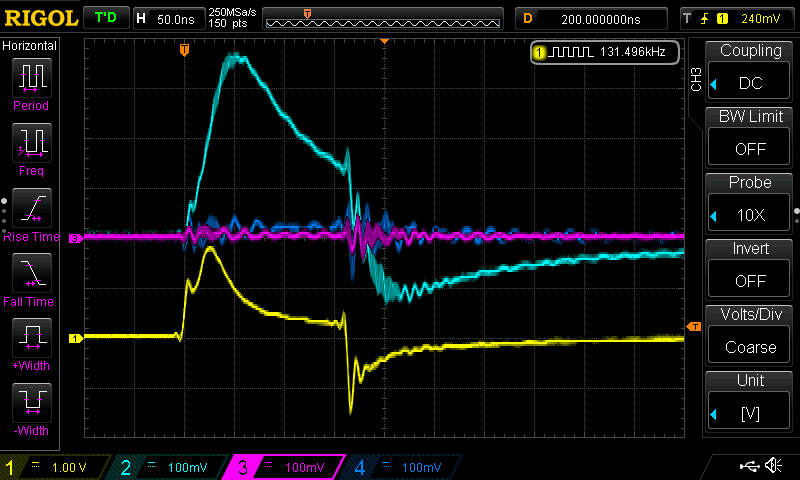 RIGOL T'D H 50.0ns 250MSa/s D 200.000000ns T 1 240mV
150 pts
T
Horizontal
Period
Freq
Rise Time
Fall Time
+Width
-Width
T
1 131.496kHz
3
1
T
CH3
Coupling
DC
BW Limit
OFF
Probe
10X
Invert
OFF
Volts/Div
Coarse
Unit
[V]
1 1.00 V 2 100mV 3 100mV 4 100mV